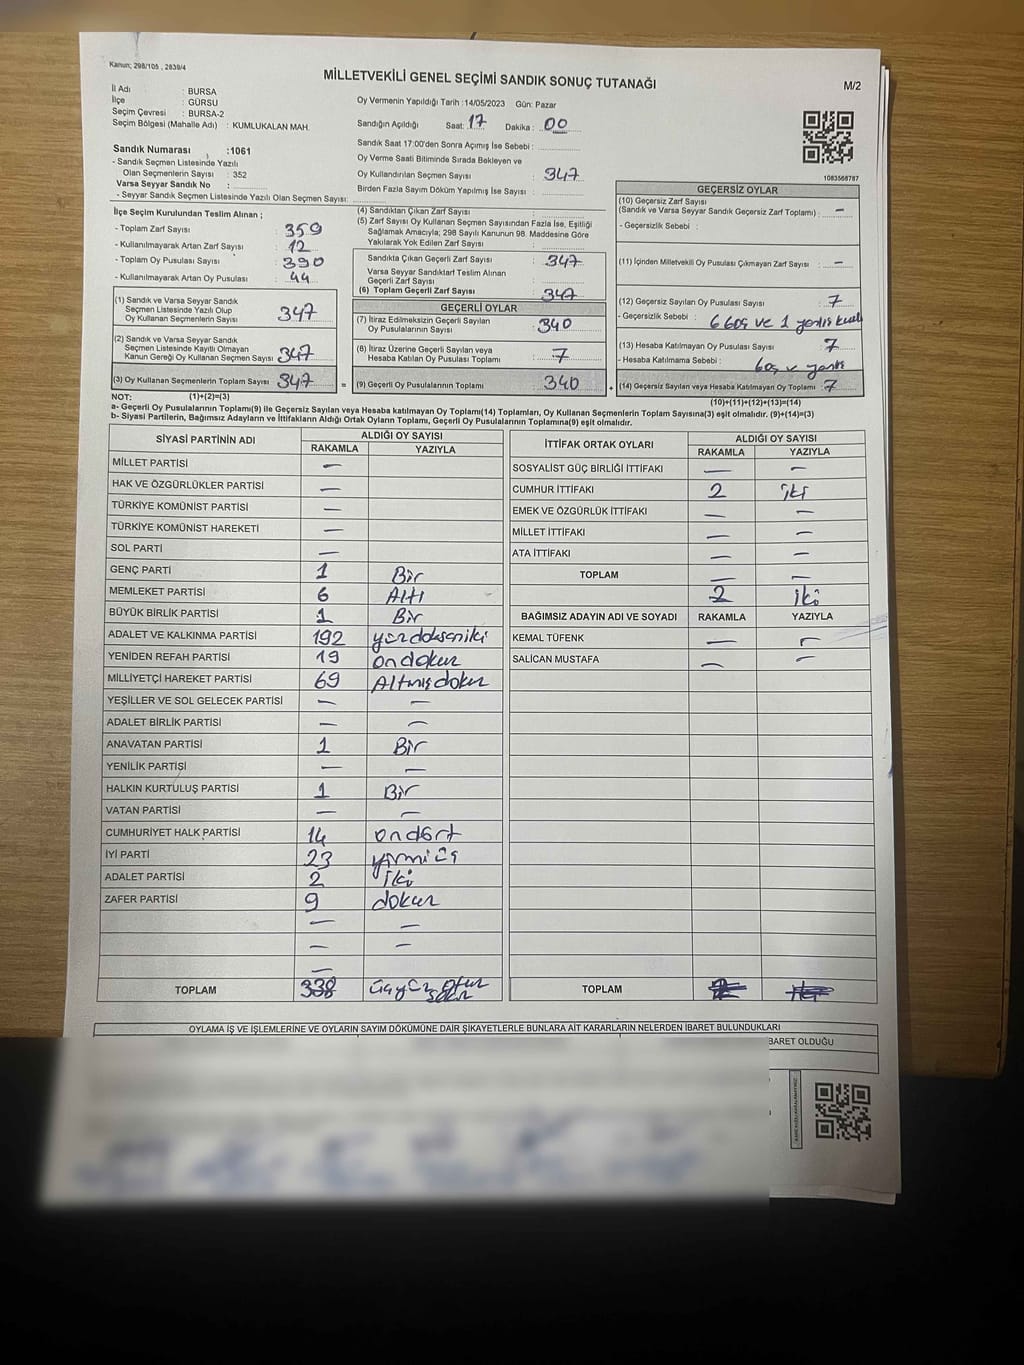 Kanun; 298/105 , 2839/4
MİLLETVEKİLİ GENEL SEÇİMİ SANDIK SONUÇ TUTANAĞI
M/2
İl Adı : BURSA
İlçe : GÜRSU
Seçim Çevresi : BURSA-2
Seçim Bölgesi (Mahalle Adı) : KUMLUKALAN MAH.
Oy Vermenin Yapıldığı Tarih :14/05/2023 Gün: Pazar
Sandığın Açıldığı Saat: 17 Dakika : 00
Sandık Saat 17:00'den Sonra Açımış İse Sebebi :
Oy Verme Saati Bitiminde Sırada Bekleyen ve
Oy Kullandırılan Seçmen Sayısı : 347
Birden Fazla Sayım Döküm Yapılmış İse Sayısı :
1083568787
Sandık Numarası :1061
- Sandık Seçmen Listesinde Yazılı
Olan Seçmenlerin Sayısı : 352
Varsa Seyyar Sandık No :
- Seyyar Sandık Seçmen Listesinde Yazılı Olan Seçmen Sayısı:
İlçe Seçim Kurulundan Teslim Alınan ;
- Toplam Zarf Sayısı : 359
- Kullanılmayarak Artan Zarf Sayısı : 12
- Toplam Oy Pusulası Sayısı : 390
- Kullanılmayarak Artan Oy Pusulası : 44
(1) Sandık ve Varsa Seyyar Sandık
Seçmen Listesinde Yazılı Olup
Oy Kullanan Seçmenlerin Sayısı : 347
(2) Sandık ve Varsa Seyyar Sandık
Seçmen Listesinde Kayıtlı Olmayan
Kanun Gereği Oy Kullanan Seçmen Sayısı : 347
(3) Oy Kullanan Seçmenlerin Toplam Sayısı : 347
(4) Sandıktan Çıkan Zarf Sayısı :
(5) Zarf Sayısı Oy Kullanan Seçmen Sayısından Fazla İse, Eşitliği
Sağlamak Amacıyla; 298 Sayılı Kanunun 98. Maddesine Göre
Yakılarak Yok Edilen Zarf Sayısı :
Sandıkta Çıkan Geçerli Zarf Sayısı : 347
Varsa Seyyar Sandıktarf Teslim Alınan
Geçerli Zarf Sayısı :
(6) Toplam Geçerli Zarf Sayısı : 347
GEÇERLİ OYLAR
(7) İtiraz Edilmeksizin Geçerli Sayılan
Oy Pusulalarının Sayısı : 340
(8) İtiraz Üzerine Geçerli Sayılan veya
Hesaba Katılan Oy Pusulası Toplamı : 7
= (9) Geçerli Oy Pusulalarının Toplamı : 340
GEÇERSİZ OYLAR
(10) Geçersiz Zarf Sayısı
(Sandık ve Varsa Seyyar Sandık Geçersiz Zarf Toplamı) : –
- Geçersizlik Sebebi :
(11) İçinden Milletvekili Oy Pusulası Çıkmayan Zarf Sayısı : –
(12) Geçersiz Sayılan Oy Pusulası Sayısı : 7
- Geçersizlik Sebebi : 6 boş ve 1 yanlış
(13) Hesaba Katılmayan Oy Pusulası Sayısı : 7
- Hesaba Katılmama Sebebi : boş v yanlış
+ (14) Geçersiz Sayılan veya Hesaba Katılmayan Oy Toplamı : 7
NOT: (1)+(2)=(3)
(10)+(11)+(12)+(13)=(14)
a- Geçerli Oy Pusulalarının Toplamı(9) ile Geçersiz Sayılan veya Hesaba katılmayan Oy Toplamı(14) Toplamları, Oy Kullanan Seçmenlerin Toplam Sayısına(3) eşit olmalıdır. (9)+(14)=(3)
b- Siyasi Partilerin, Bağımsız Adayların ve İttifakların Aldığı Ortak Oyların Toplamı, Geçerli Oy Pusulalarının Toplamına(9) eşit olmalıdır.
SİYASİ PARTİNİN ADI ALDIĞI OY SAYISI
RAKAMLA YAZIYLA
MİLLET PARTİSİ –
HAK VE ÖZGÜRLÜKLER PARTİSİ –
TÜRKİYE KOMÜNİST PARTİSİ –
TÜRKİYE KOMÜNİST HAREKETİ –
SOL PARTİ –
GENÇ PARTİ 1 Bir
MEMLEKET PARTİSİ 6 Altı
BÜYÜK BİRLİK PARTİSİ 1 Bir
ADALET VE KALKINMA PARTİSİ 192 yüzdoksaniki
YENİDEN REFAH PARTİSİ 19 ondokuz
MİLLİYETÇİ HAREKET PARTİSİ 69 Altmışdokuz
YEŞİLLER VE SOL GELECEK PARTİSİ – –
ADALET BİRLİK PARTİSİ – –
ANAVATAN PARTİSİ 1 Bir
YENİLİK PARTİSİ – –
HALKIN KURTULUŞ PARTİSİ 1 Bir
VATAN PARTİSİ – –
CUMHURİYET HALK PARTİSİ 14 ondört
İYİ PARTİ 23 yirmi üç
ADALET PARTİSİ 2 iki
ZAFER PARTİSİ 9 dokuz
– –
– –
–
TOPLAM 338 üçyüz otuz
sekiz
İTTİFAK ORTAK OYLARI ALDIĞI OY SAYISI
RAKAMLA YAZIYLA
SOSYALİST GÜÇ BİRLİĞİ İTTİFAKI – –
CUMHUR İTTİFAKI 2 iki
EMEK VE ÖZGÜRLÜK İTTİFAKI – –
MİLLET İTTİFAKI – –
ATA İTTİFAKI – –
TOPLAM – –
2 iki
BAĞIMSIZ ADAYIN ADI VE SOYADI RAKAMLA YAZIYLA
KEMAL TÜFENK – –
SALİCAN MUSTAFA – –
TOPLAM
OYLAMA İŞ VE İŞLEMLERİNE VE OYLARIN SAYIM DÖKÜMÜNE DAİR ŞİKAYETLERLE BUNLARA AİT KARARLARIN NELERDEN İBARET BULUNDUKLARI
BARET OLDUĞU